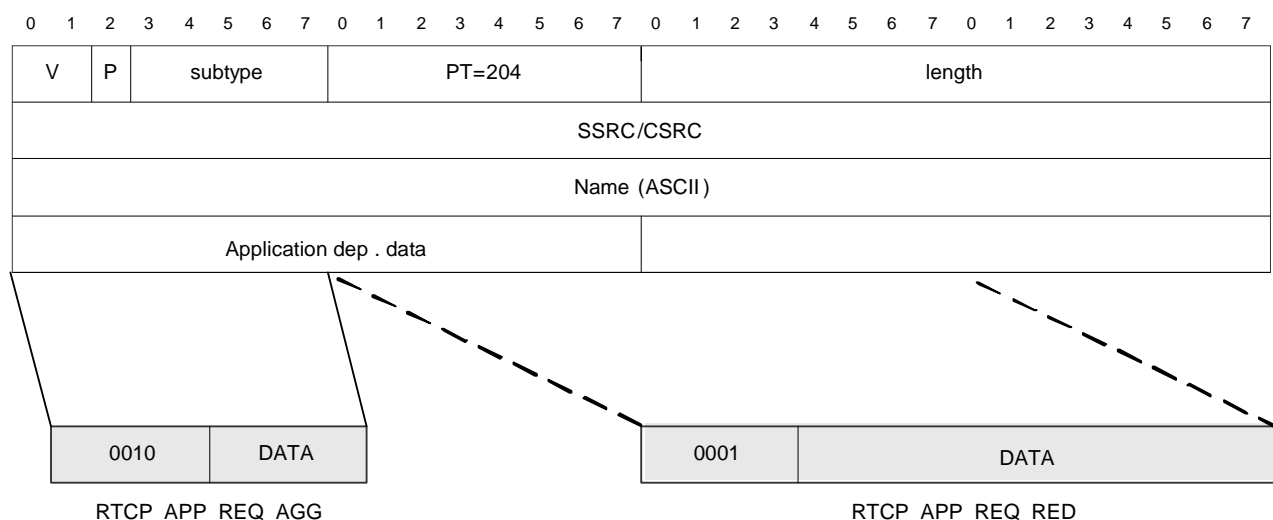 0 1 2 3 4 5 6 7 0 1 2 3 4 5 6 7 0 1 2 3 4 5 6 7 0 1 2 3 4 5 6 7
V P subtype PT=204 length
SSRC/CSRC
Name (ASCII)
Application dep . data
0010 DATA 0001 DATA
RTCP APP REQ AGG RTCP APP REQ RED